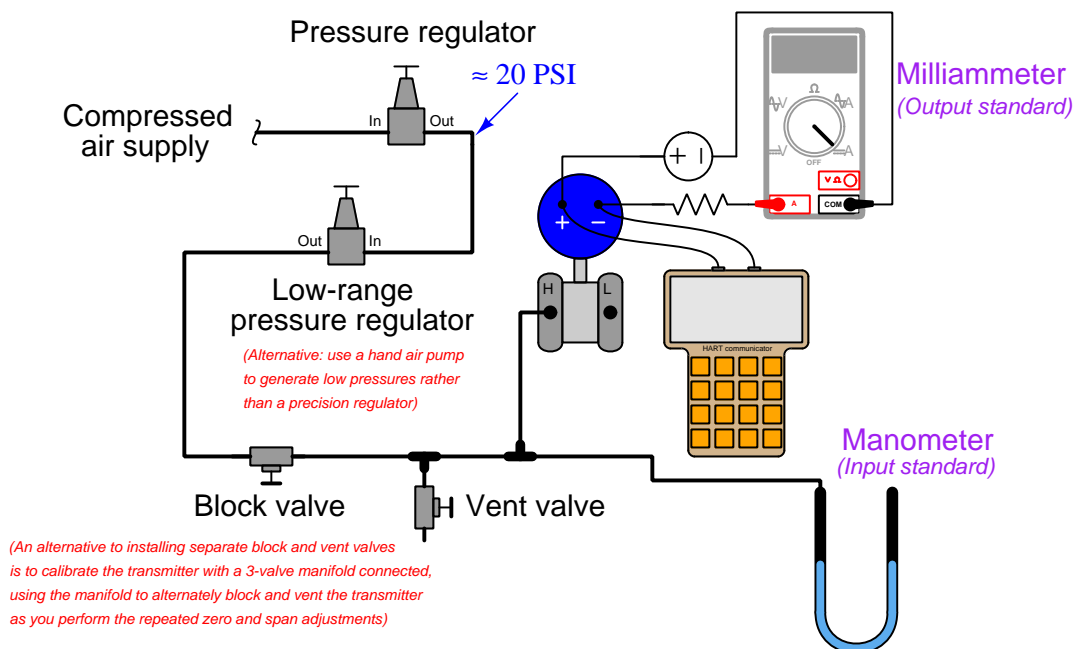 Pressure regulator
≈ 20 PSI
Compressed
air supply
In
Out
Milliammeter
(Output standard)
Ω
V
A
V
A
OFF
V Ω
A
COM
+
−
+ −
Out
In
H
L
Low-range
pressure regulator
(Alternative: use a hand air pump
to generate low pressures rather
than a precision regulator)
HART communicator
Manometer
(Input standard)
Block valve
Vent valve
(An alternative to installing separate block and vent valves
is to calibrate the transmitter with a 3-valve manifold connected,
using the manifold to alternately block and vent the transmitter
as you perform the repeated zero and span adjustments)